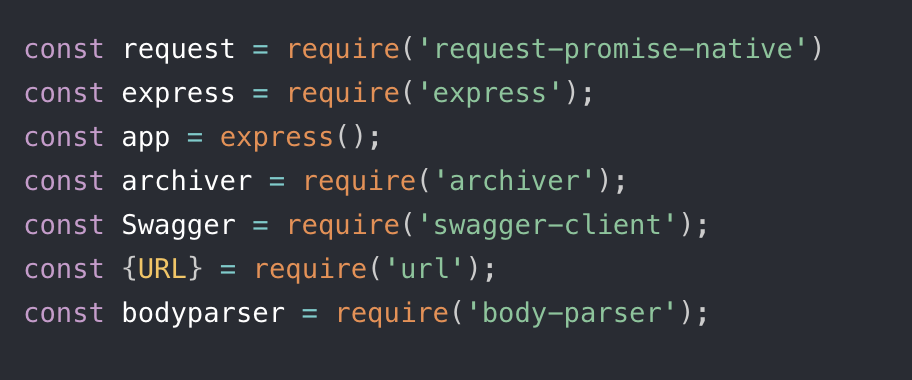 const request = require('request-promise-native')
const express = require('express');
const app = express();
const archiver = require('archiver');
const Swagger = require('swagger-client');
const {URL} = require('url');
const bodyparser = require('body-parser');